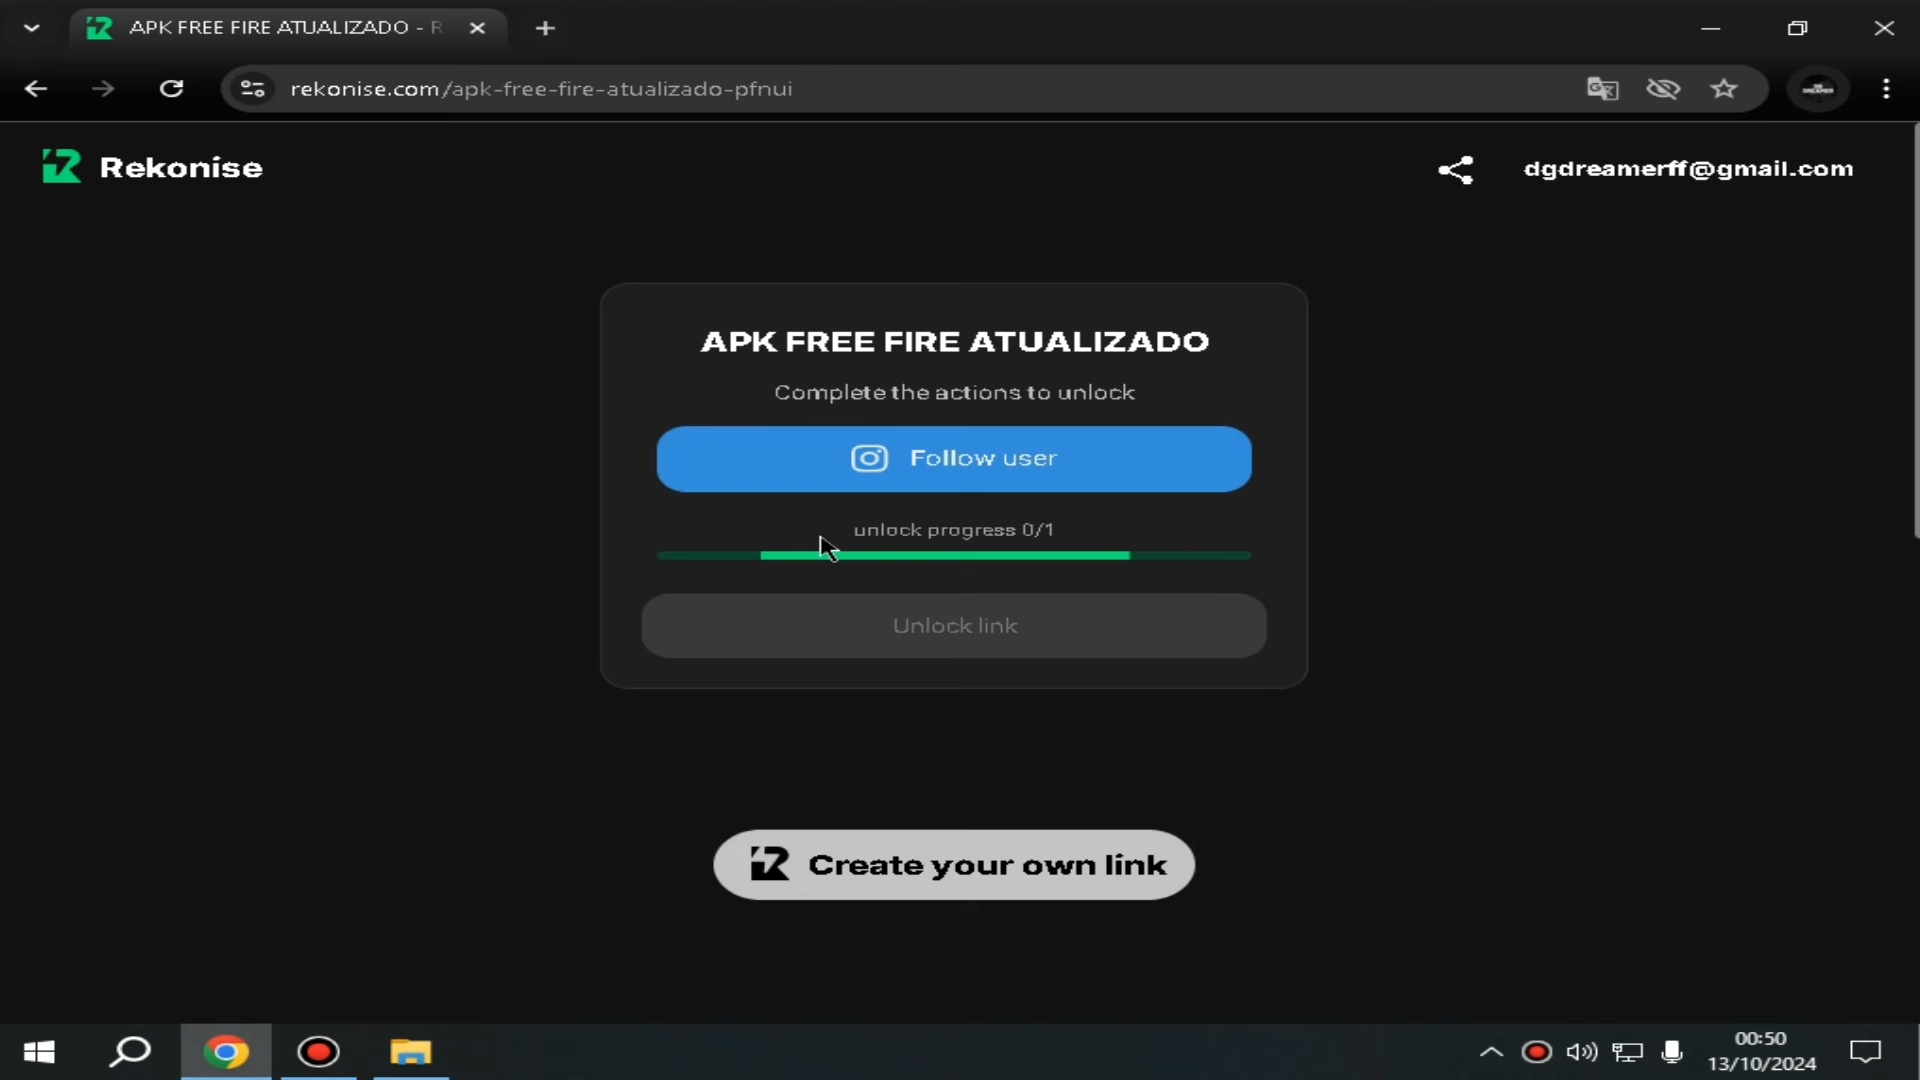 APK FREE FIRE ATUALIZADO - R
rekonise.com/apk-free-fire-atualizado-pfnui
DREAMER
Rekonise
dgdreamerff@gmail.com
APK FREE FIRE ATUALIZADO
Complete the actions to unlock
Follow user
unlock progress 0/1
Unlock link
Create your own link
00:50
13/10/2024